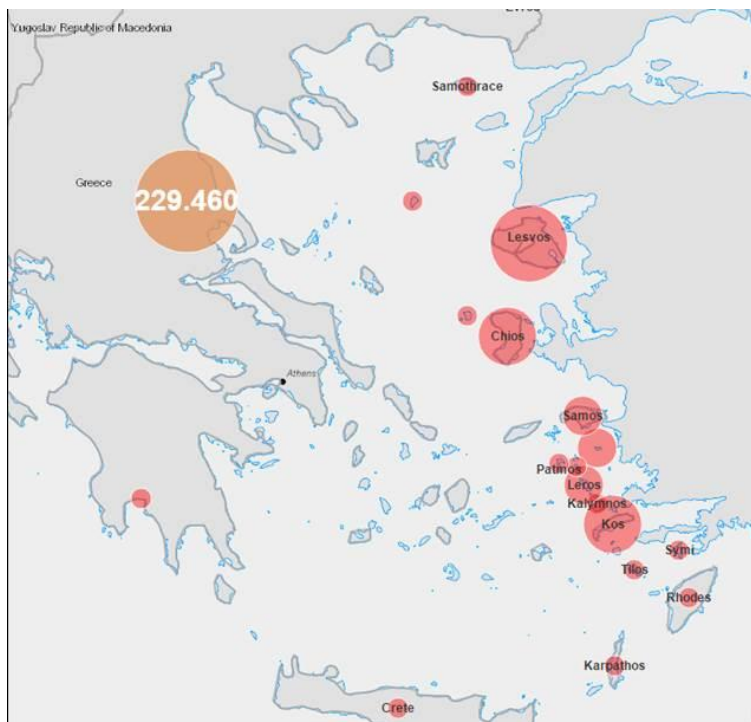 Evros
Yugoslav Republic of Macedonia
Samothrace
Greece
229.460
Lesvos
Chios
Athens
Samos
Patmos
Leros
Kalymnos
Kos
Symi
Tilos
Rhodes
Karpathos
Crete